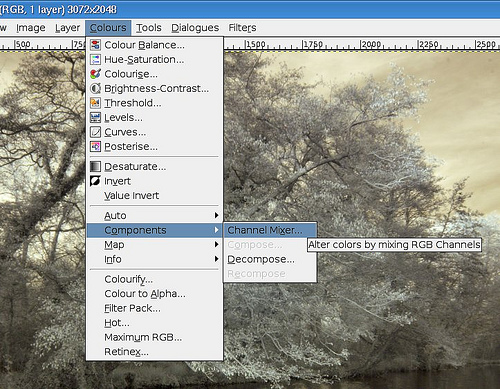 (RGB, 1 layer) 3072x2048
w Image Layer Colours Tools Dialogues Filters
500 750 1500 1750 2000 2250 2500
Colour Balance...
Hue-Saturation...
Colourise...
Brightness-Contrast...
Threshold...
Levels...
Curves...
Posterise...
Desaturate...
Invert
Value Invert
Auto
Components
Map
Info
Colourify...
Colour to Alpha...
Filter Pack...
Hot...
Maximum RGB...
Retinex...
Channel Mixer...
Compose...
Decompose...
Recompose
Alter colors by mixing RGB Channels